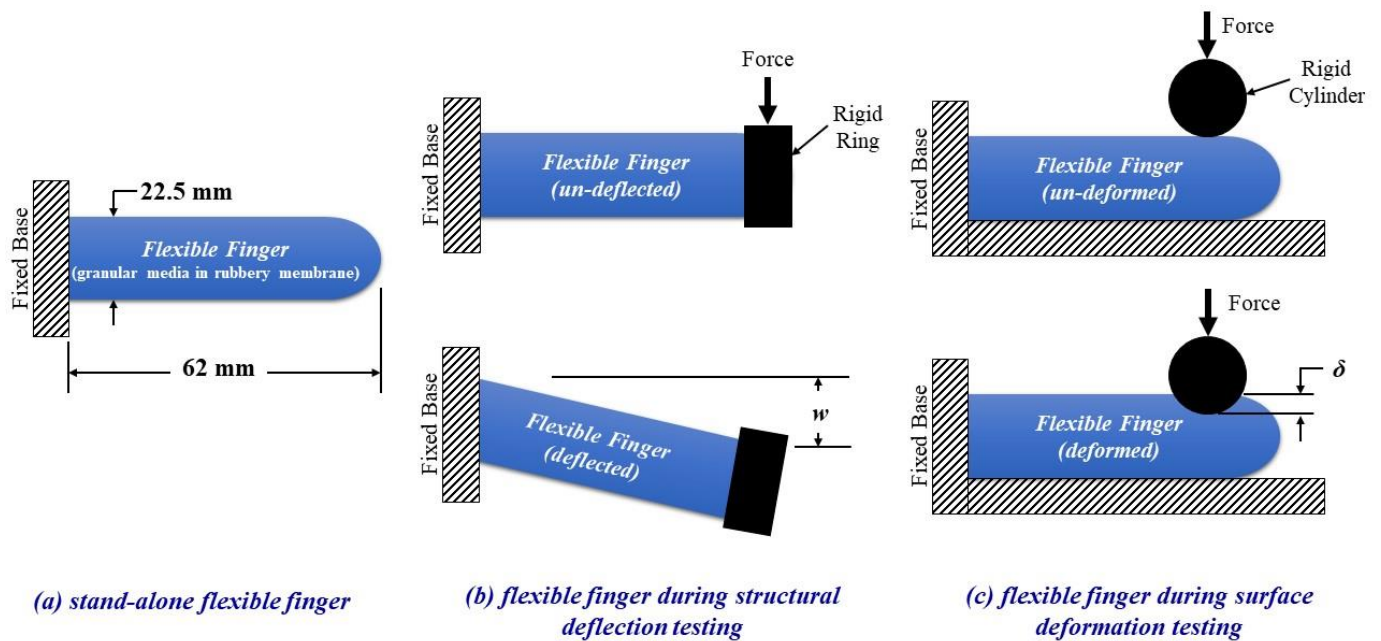 Fixed Base
22.5 mm
Flexible Finger
(granular media in rubbery membrane)
62 mm
(a) stand-alone flexible finger
Force
Rigid
Ring
Fixed Base
Flexible Finger
(un-deflected)
Fixed Base
Flexible Finger
(deflected)
w
(b) flexible finger during structural
deflection testing
Force
Rigid
Cylinder
Fixed Base
Flexible Finger
(un-deformed)
Force
δ
Fixed Base
Flexible Finger
(deformed)
(c) flexible finger during surface
deformation testing